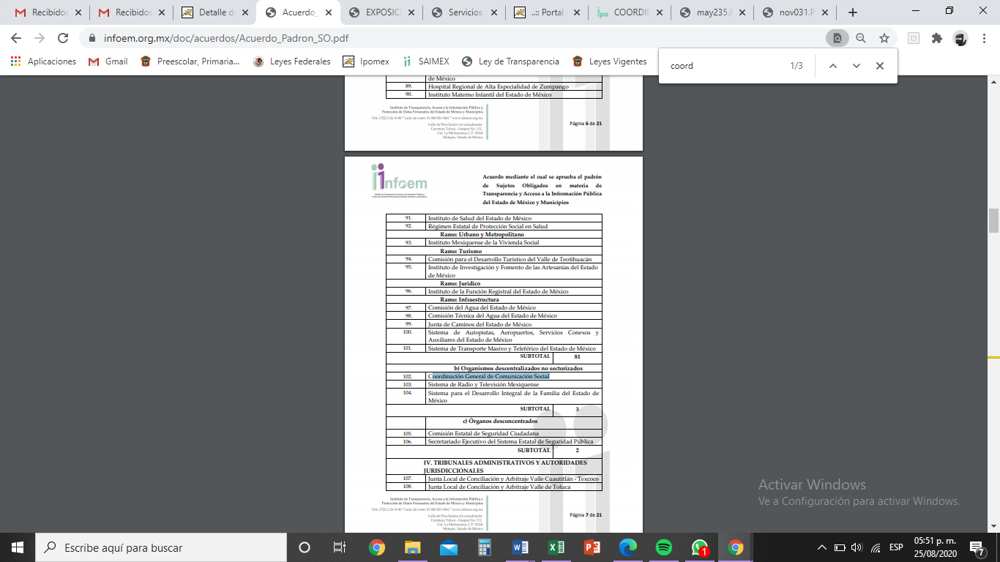 Recibidos
Recibidos
Detalle de
Acuerdo_
EXPOSIC
Servicios
..:: Portal
COORDIN
may235.P
nov031.P
infoem.org.mx/doc/acuerdos/Acuerdo_Padron_SO.pdf
Aplicaciones
Gmail
Preescolar, Primaria...
Leyes Federales
Ipomex
SAIMEX
Ley de Transparencia
Leyes Vigentes
coord 1/3
de México
89. Hospital Regional de Alta Especialidad de Zumpango
90. Instituto Materno Infantil del Estado de México
Instituto de Transparencia, Acceso a la Información Pública y
Protección de Datos Personales del Estado de México y Municipios
Tels. (722) 2 26 19 80 * Lada sin costo: 01 800 821 0441 * www.infoem.org.mx
Calle de Pino Suárez s/n actualmente
Carretera Toluca - Ixtapan No. 111,
Col. La Michoacana, C.P. 52166
Metepec, Estado de México
Página 6 de 21
infoem
Instituto de Transparencia, Acceso a la Información Pública y
Protección de Datos Personales del Estado de México y Municipios
Acuerdo mediante el cual se aprueba el padrón
de Sujetos Obligados en materia de
Transparencia y Acceso a la Información Pública
del Estado de México y Municipios
91. Instituto de Salud del Estado de México
92. Régimen Estatal de Protección Social en Salud
Ramo: Urbano y Metropolitano
93. Instituto Mexiquense de la Vivienda Social
Ramo: Turismo
94. Comisión para el Desarrollo Turístico del Valle de Teotihuacán
95. Instituto de Investigación y Fomento de las Artesanías del Estado
de México
Ramo: Jurídico
96. Instituto de la Función Registral del Estado de México
Ramo: Infraestructura
97. Comisión del Agua del Estado de México
98. Comisión Técnica del Agua del Estado de México
99. Junta de Caminos del Estado de México
100. Sistema de Autopistas, Aeropuertos, Servicios Conexos y
Auxiliares del Estado de México
101. Sistema de Transporte Masivo y Teleférico del Estado de México
SUBTOTAL 81
b) Organismos descentralizados no sectorizados
102. Coordinación General de Comunicación Social
103. Sistema de Radio y Televisión Mexiquense
104. Sistema para el Desarrollo Integral de la Familia del Estado de
México
SUBTOTAL 3
c) Órganos desconcentrados
105. Comisión Estatal de Seguridad Ciudadana
106. Secretariado Ejecutivo del Sistema Estatal de Seguridad Pública
SUBTOTAL 2
IV. TRIBUNALES ADMINISTRATIVOS Y AUTORIDADES
JURISDICCIONALES
107. Junta Local de Conciliación y Arbitraje Valle Cuautitlán - Texcoco
108. Junta Local de Conciliación y Arbitraje Valle de Toluca
Instituto de Transparencia, Acceso a la Información Pública y
Protección de Datos Personales del Estado de México y Municipios
Tels. (722) 2 26 19 80 * Lada sin costo: 01 800 821 0441 * www.infoem.org.mx
Calle de Pino Suárez s/n actualmente
Carretera Toluca - Ixtapan No. 111,
Col. La Michoacana, C.P. 52166
Metepec, Estado de México
Página 7 de 21
Activar Windows
Ve a Configuración para activar Windows.
Escribe aquí para buscar
1
ESP
05:51 p. m.
25/08/2020
7